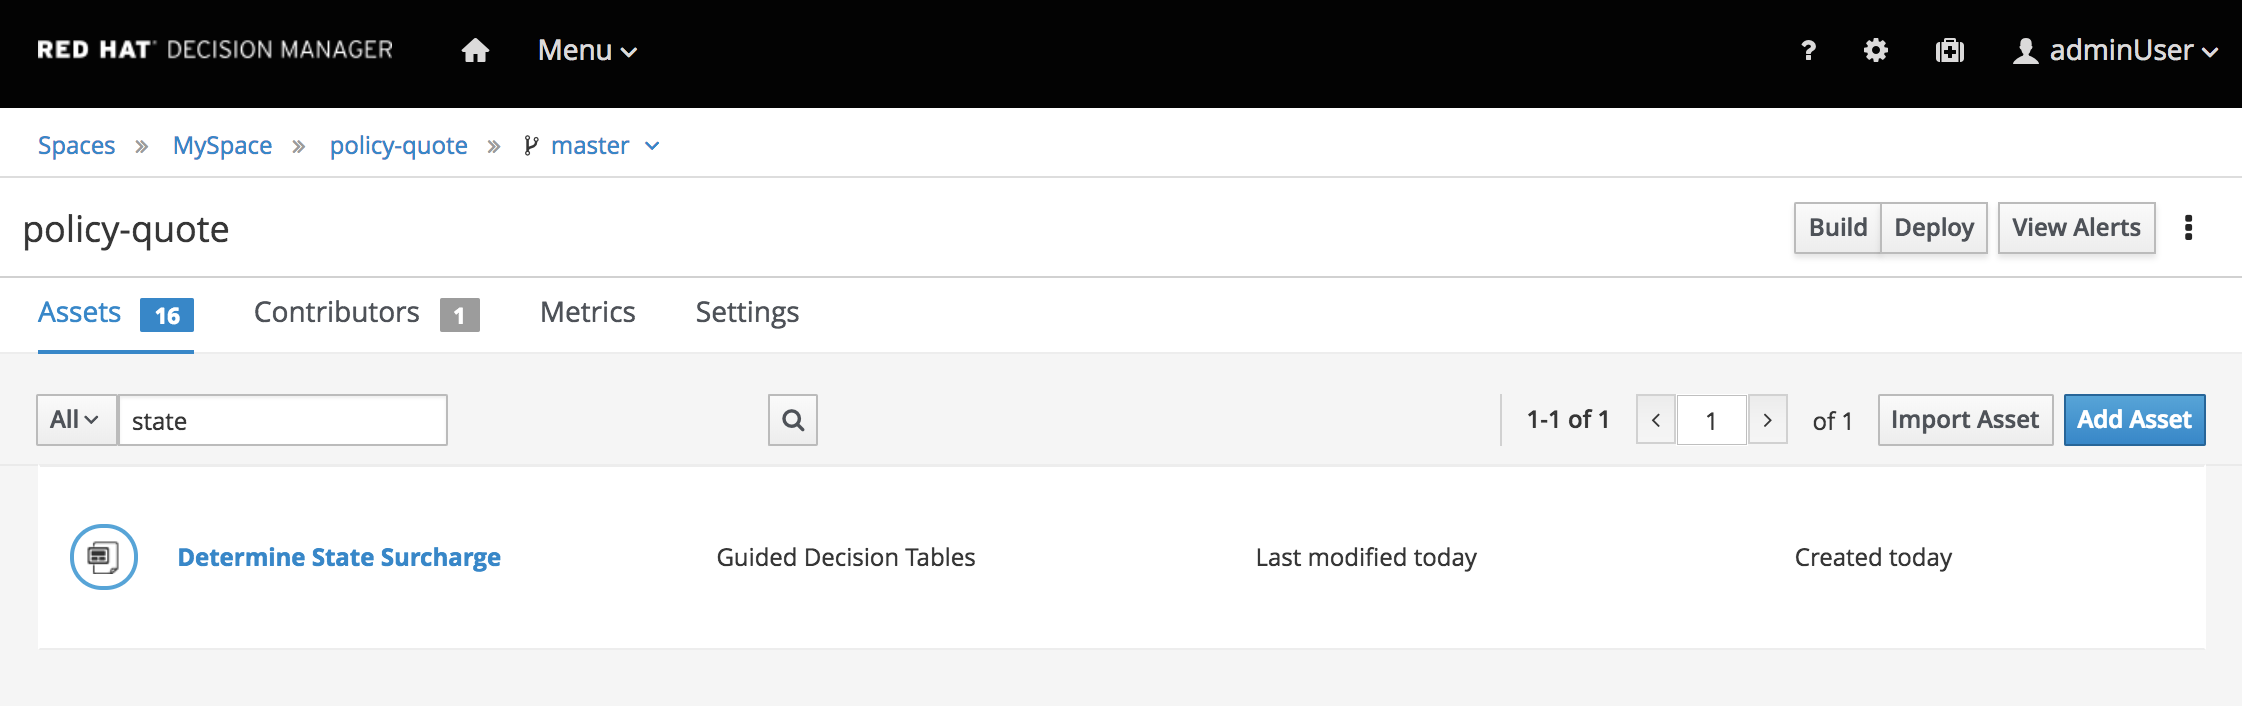 RED HAT DECISION MANAGER Menu ? adminUser
Spaces » MySpace » policy-quote » master
policy-quote Build Deploy View Alerts
Assets 16 Contributors 1 Metrics Settings
All state 1-1 of 1 < 1 > of 1 Import Asset Add Asset
Determine State Surcharge Guided Decision Tables Last modified today Created today